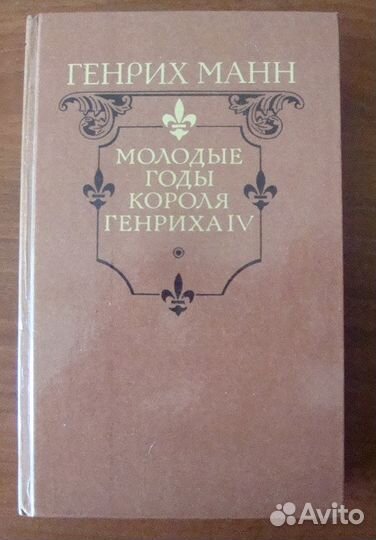 ГЕНРИХ МАНН
МОЛОДЫЕ
ГОДЫ
КОРОЛЯ
ГЕНРИХА IV
Avito